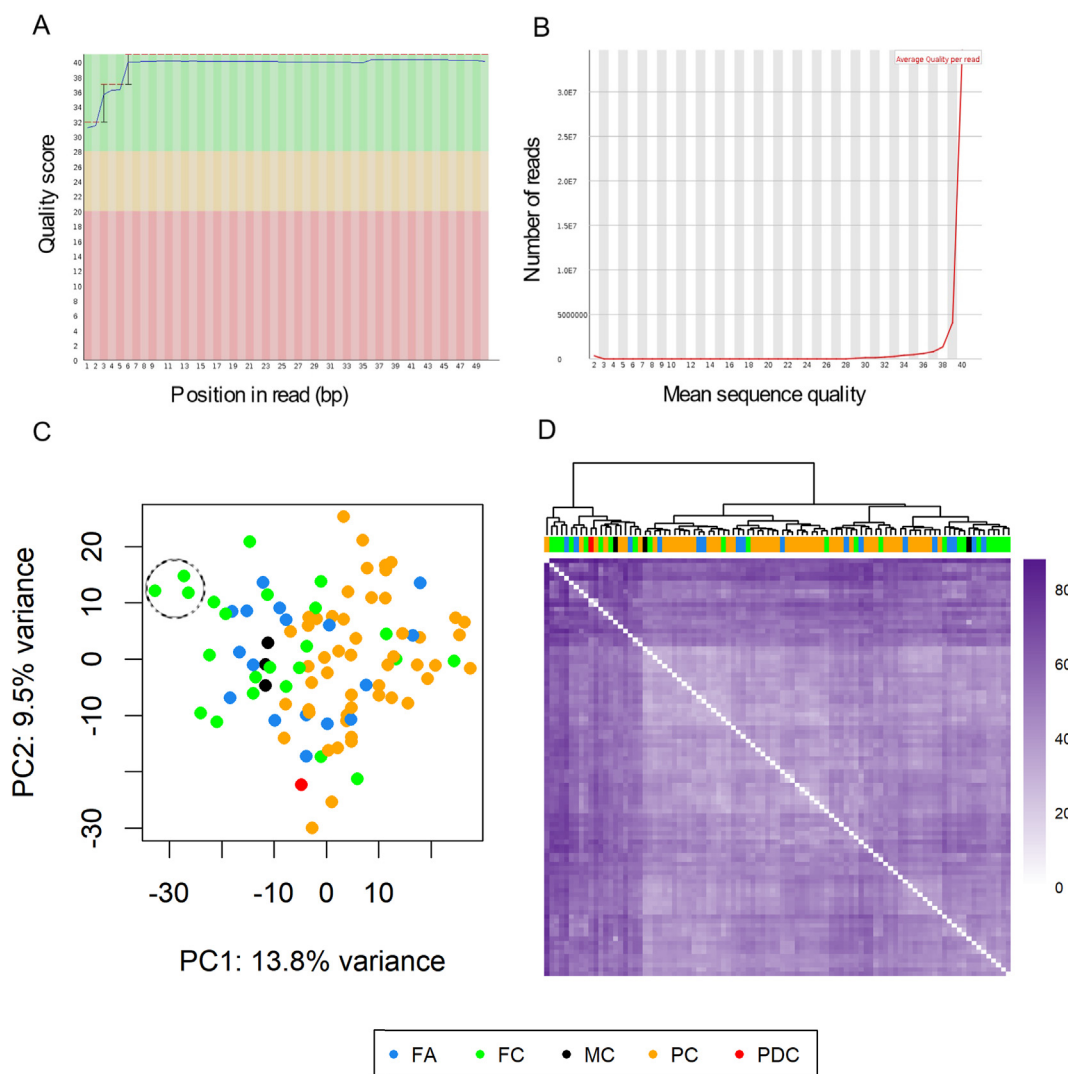 A
Quality score
40
38
36
34
32
30
28
26
24
22
20
18
16
14
12
10
8
6
4
2
0
1 2 3 4 5 6 7 8 9 11 13 15 17 19 21 23 25 27 29 31 33 35 37 39 41 43 45 47 49
Position in read (bp)
B
Average Quality per read
Number of reads
3.0E7
2.5E7
2.0E7
1.5E7
1.0E7
5000000
0
2 3 4 5 6 7 8 9 10 12 14 16 18 20 22 24 26 28 30 32 34 36 38 40
Mean sequence quality
C
PC2: 9.5% variance
20
10
0
-10
-30
-30 -10 0 10
PC1: 13.8% variance
D
80
60
40
20
0
FA FC MC PC PDC